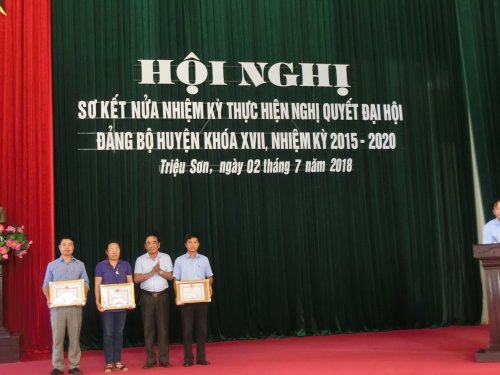 HỘI NGHỊ
SƠ KẾT NỬA NHIỆM KỲ THỰC HIỆN NGHỊ QUYẾT ĐẠI HỘI
ĐẢNG BỘ HUYỆN KHÓA XVII, NHIỆM KỲ 2015 - 2020
Triệu Sơn, ngày 02 tháng 7 năm 2018